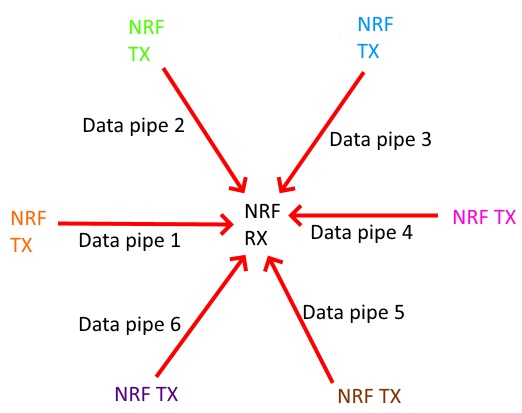 NRF
TX
NRF
TX
Data pipe 2
Data pipe 3
NRF
TX
Data pipe 1
NRF
RX
Data pipe 4
NRF TX
Data pipe 6
Data pipe 5
NRF TX
NRF TX